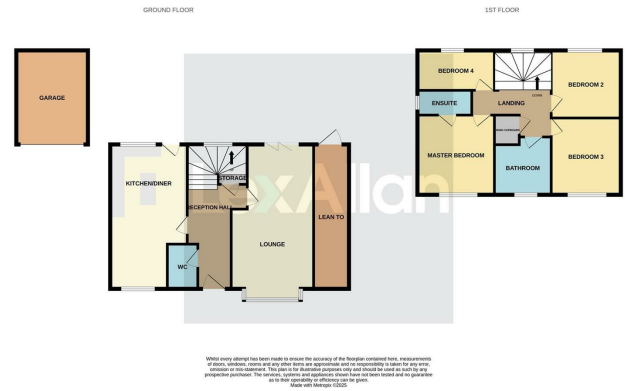 GROUND FLOOR
1ST FLOOR
GARAGE
KITCHEN/DINER
STORAGE
RECEPTION HALL
WC
LOUNGE
LEAN TO
LexAllan
BEDROOM 4
BEDROOM 2
ENSUITE
LANDING
DOWN
MASTER BEDROOM
BATHROOM
BEDROOM 3
Whilst every attempt has been made to ensure the accuracy of the floorplan contained here, measurements
of doors, windows, rooms and any other items are approximate and no responsibility is taken for any error,
omission or mis-statement. This plan is for illustrative purposes only and should be used as such by any
prospective purchaser. The services, systems and appliances shown have not been tested and no guarantee
as to their operability or efficiency can be given.
Made with Metropix ©2025